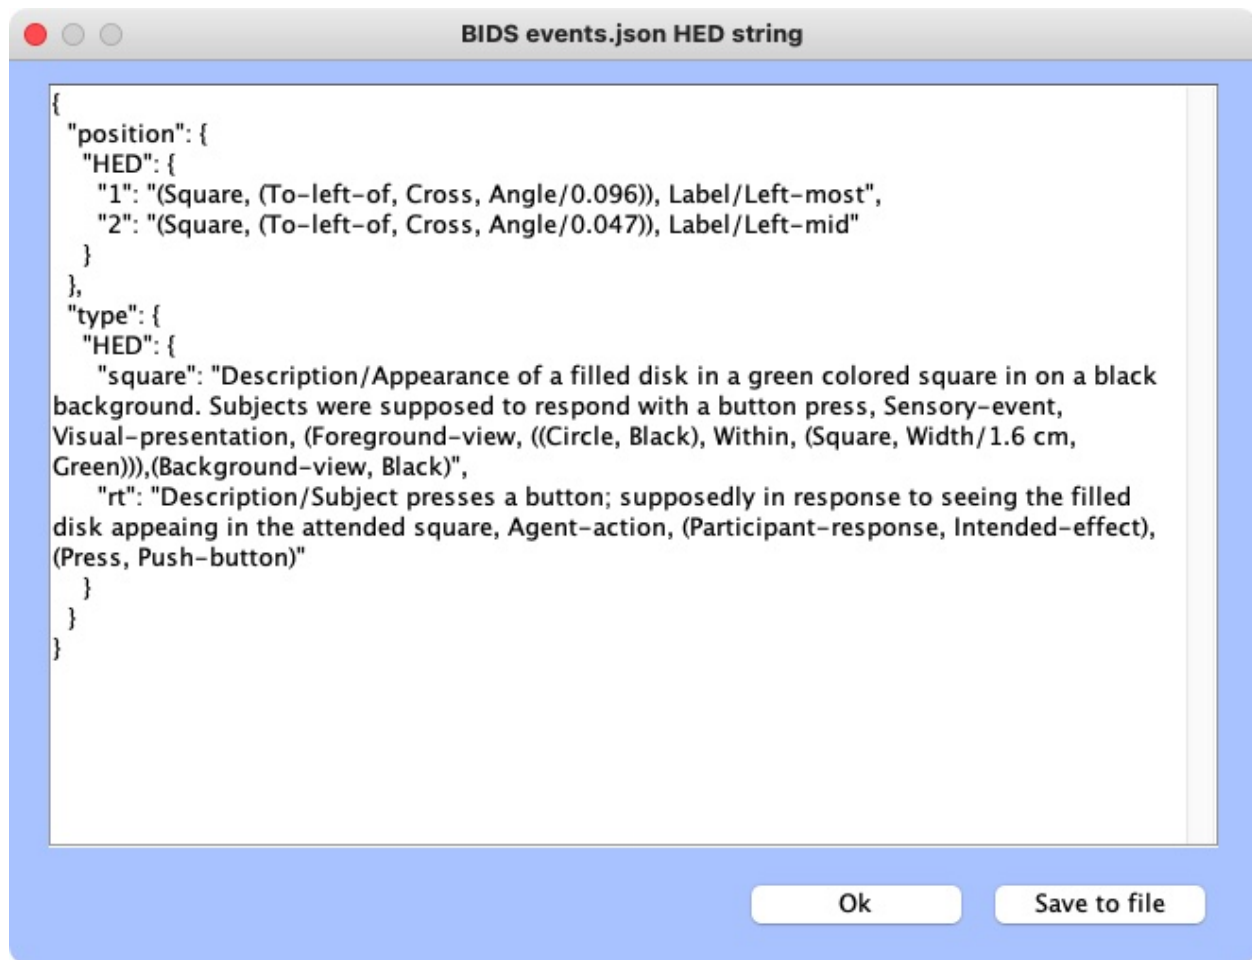 BIDS events.json HED string
{
  "position": {
    "HED": {
      "1": "(Square, (To-left-of, Cross, Angle/0.096)), Label/Left-most",
      "2": "(Square, (To-left-of, Cross, Angle/0.047)), Label/Left-mid"
    }
  },
  "type": {
    "HED": {
      "square": "Description/Appearance of a filled disk in a green colored square in on a black
background. Subjects were supposed to respond with a button press, Sensory-event,
Visual-presentation, (Foreground-view, ((Circle, Black), Within, (Square, Width/1.6 cm,
Green))),(Background-view, Black)",
      "rt": "Description/Subject presses a button; supposedly in response to seeing the filled
disk appeaing in the attended square, Agent-action, (Participant-response, Intended-effect),
(Press, Push-button)"
    }
  }
}
Ok
Save to file